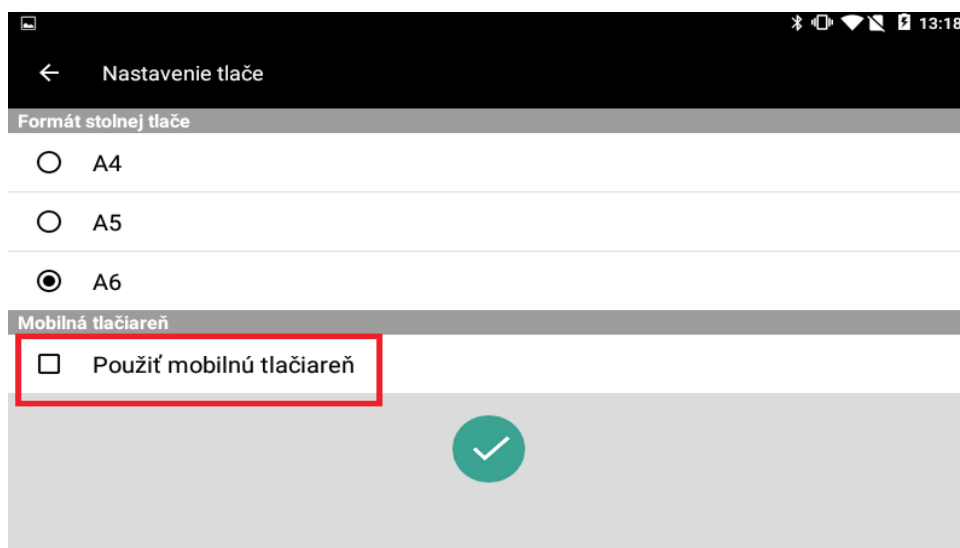 13:18
Nastavenie tlače
Formát stolnej tlače
A4
A5
A6
Mobilná tlačiareň
Použiť mobilnú tlačiareň